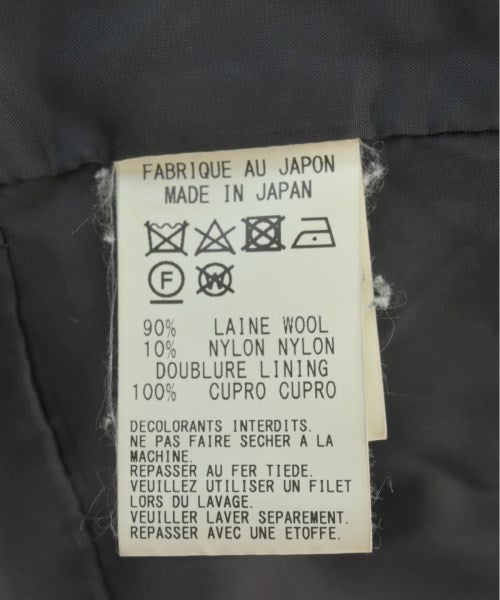 FABRIQUE AU JAPON
MADE IN JAPAN
F W
90% LAINE WOOL
10% NYLON NYLON
DOUBLURE LINING
100% CUPRO CUPRO
DECOLORANTS INTERDITS.
NE PAS FAIRE SECHER A LA
MACHINE.
REPASSER AU FER TIEDE.
VEUILLEZ UTILISER UN FILET
LORS DU LAVAGE.
VEUILLER LAVER SEPAREMENT.
REPASSER AVEC UNE ETOFFE.